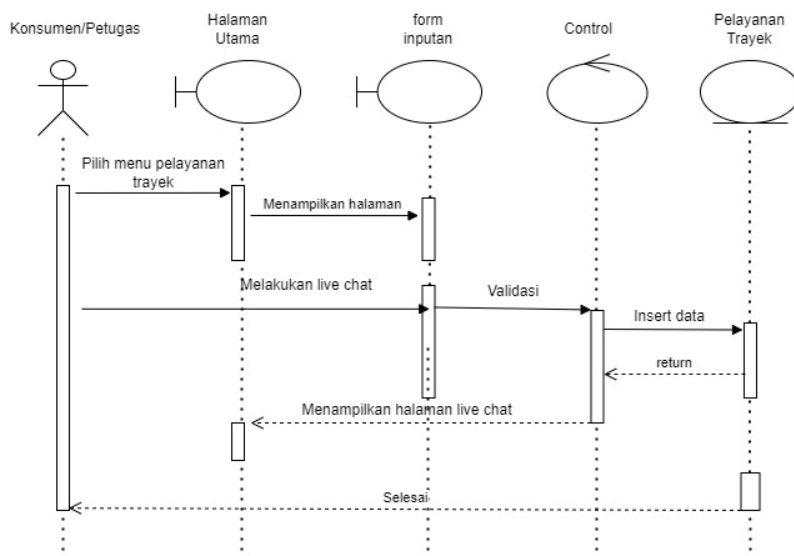 Konsumen/Petugas
Halaman
Utama
form
inputan
Control
Pelayanan
Trayek
Pilih menu pelayanan
trayek
Menampilkan halaman
Melakukan live chat
Validasi
Insert data
return
Menampilkan halaman live chat
Selesai